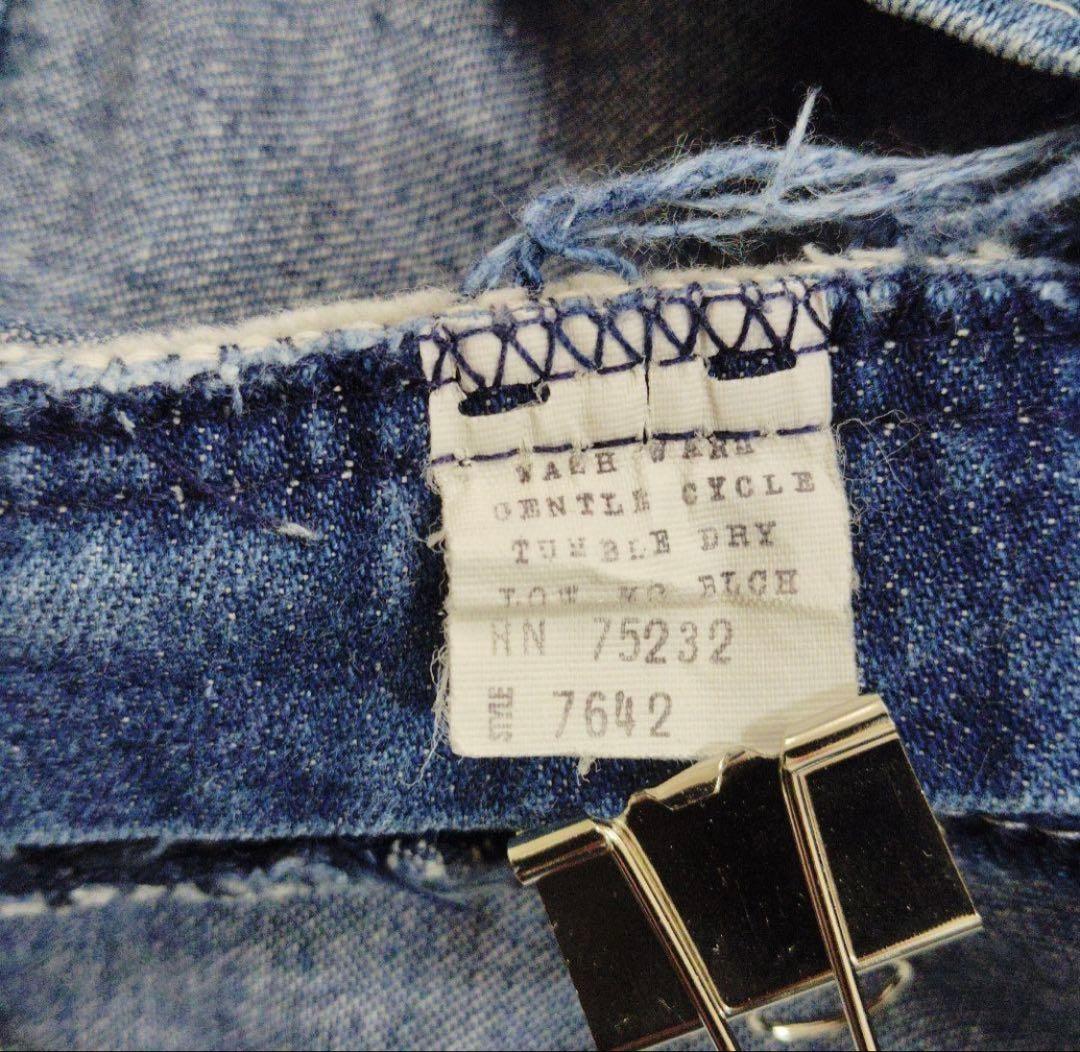 WASH WARM
GENTLE CYCLE
TUMBLE DRY
LOW NO BLCH
RN 75232
STYLE 7642